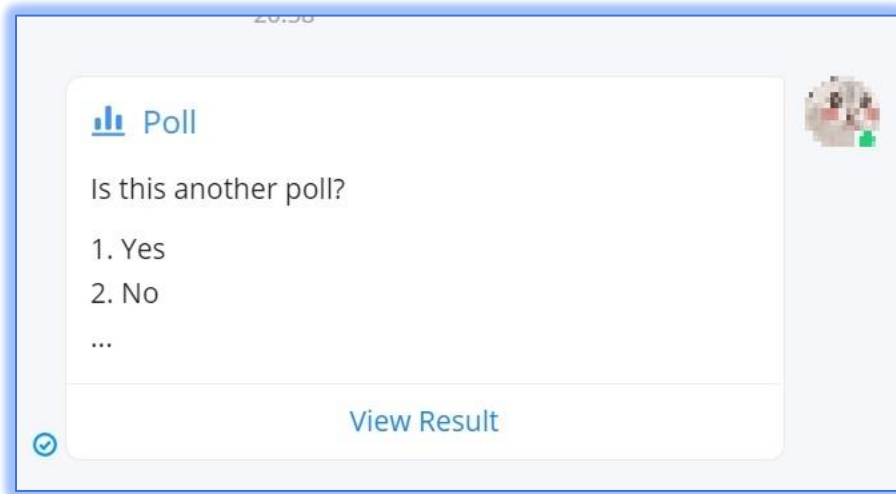 Poll
Is this another poll?
1. Yes
2. No
...
View Result